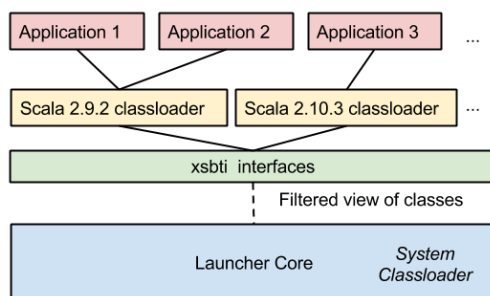 Application 1 Application 2 Application 3 ...
Scala 2.9.2 classloader Scala 2.10.3 classloader ...
xsbti interfaces
Filtered view of classes
Launcher Core System
Classloader